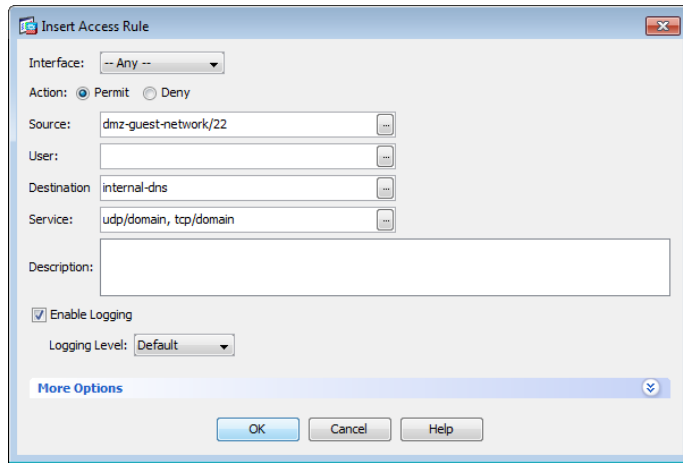 Insert Access Rule
Interface: -- Any --
Action: Permit Deny
Source: dmz-guest-network/22 ...
User: ...
Destination internal-dns ...
Service: udp/domain, tcp/domain ...
Description:
Enable Logging
Logging Level: Default
More Options
OK Cancel Help